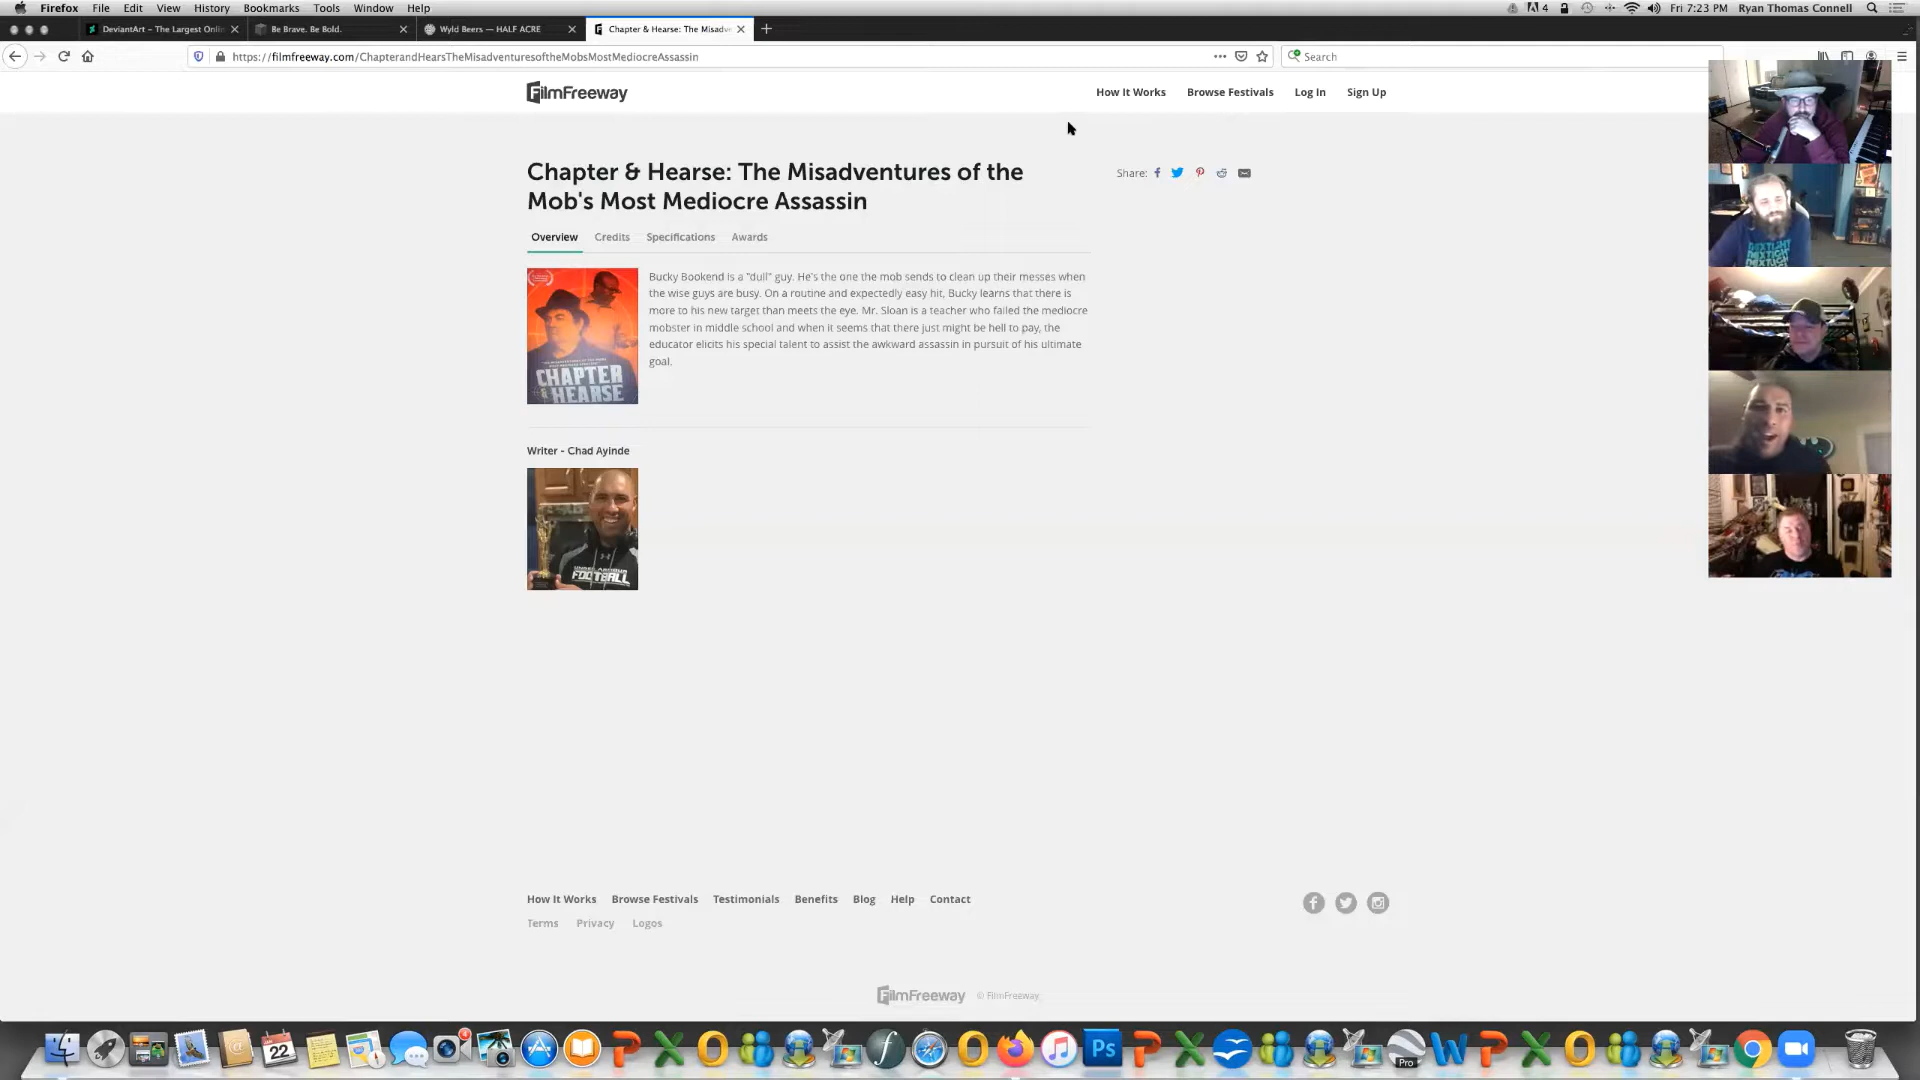 Firefox File Edit View History Bookmarks Tools Window Help
4 Fri 7:23 PM Ryan Thomas Connell
DeviantArt – The Largest Onlin
Be Brave. Be Bold.
Wyld Beers — HALF ACRE
Chapter & Hearse: The Misadv
https://filmfreeway.com/ChapterandHearsTheMisadventuresoftheMobsMostMediocreAssassin
Search
FilmFreeway
How It Works Browse Festivals Log In Sign Up
Chapter & Hearse: The Misadventures of the
Mob's Most Mediocre Assassin
Share:
Overview Credits Specifications Awards
Bucky Bookend is a "dull" guy. He's the one the mob sends to clean up their messes when
the wise guys are busy. On a routine and expectedly easy hit, Bucky learns that there is
more to his new target than meets the eye. Mr. Sloan is a teacher who failed the mediocre
mobster in middle school and when it seems that there just might be hell to pay, the
educator elicits his special talent to assist the awkward assassin in pursuit of his ultimate
goal.
CHAPTER
& HEARSE
Writer - Chad Ayinde
UNDER ARMOUR
FOOTBALL
How It Works Browse Festivals Testimonials Benefits Blog Help Contact
Terms Privacy Logos
FilmFreeway © FilmFreeway
22
4
Ps
Pro